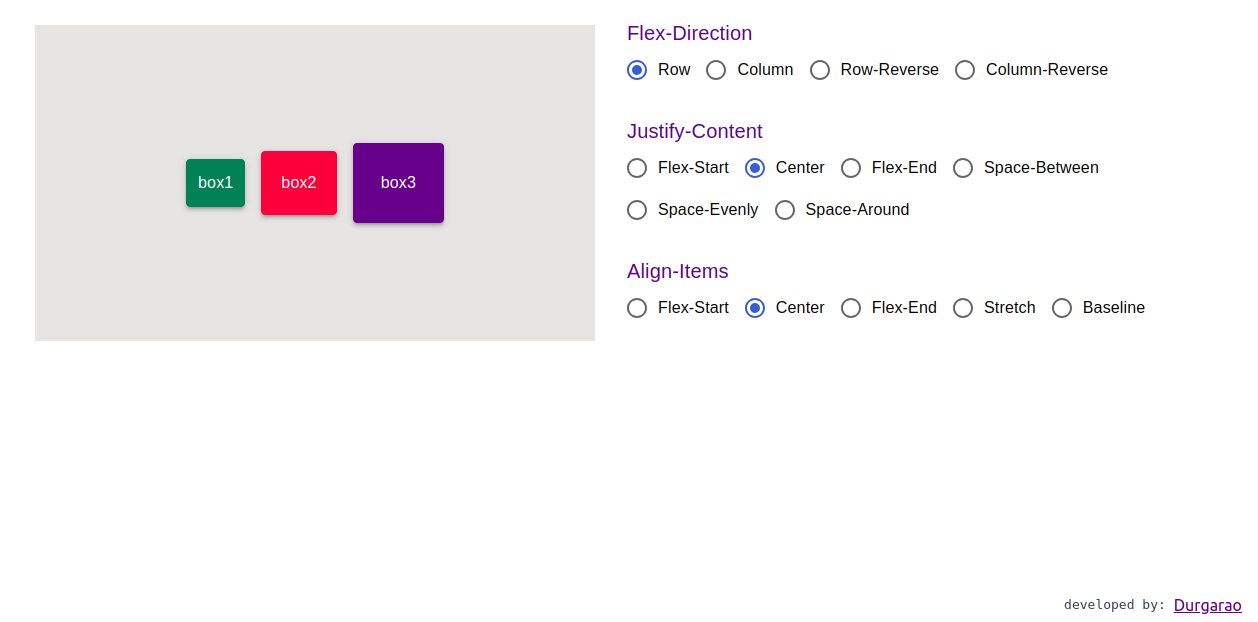 box1 box2 box3
Flex-Direction
Row Column Row-Reverse Column-Reverse
Justify-Content
Flex-Start Center Flex-End Space-Between
Space-Evenly Space-Around
Align-Items
Flex-Start Center Flex-End Stretch Baseline
developed by: Durgarao